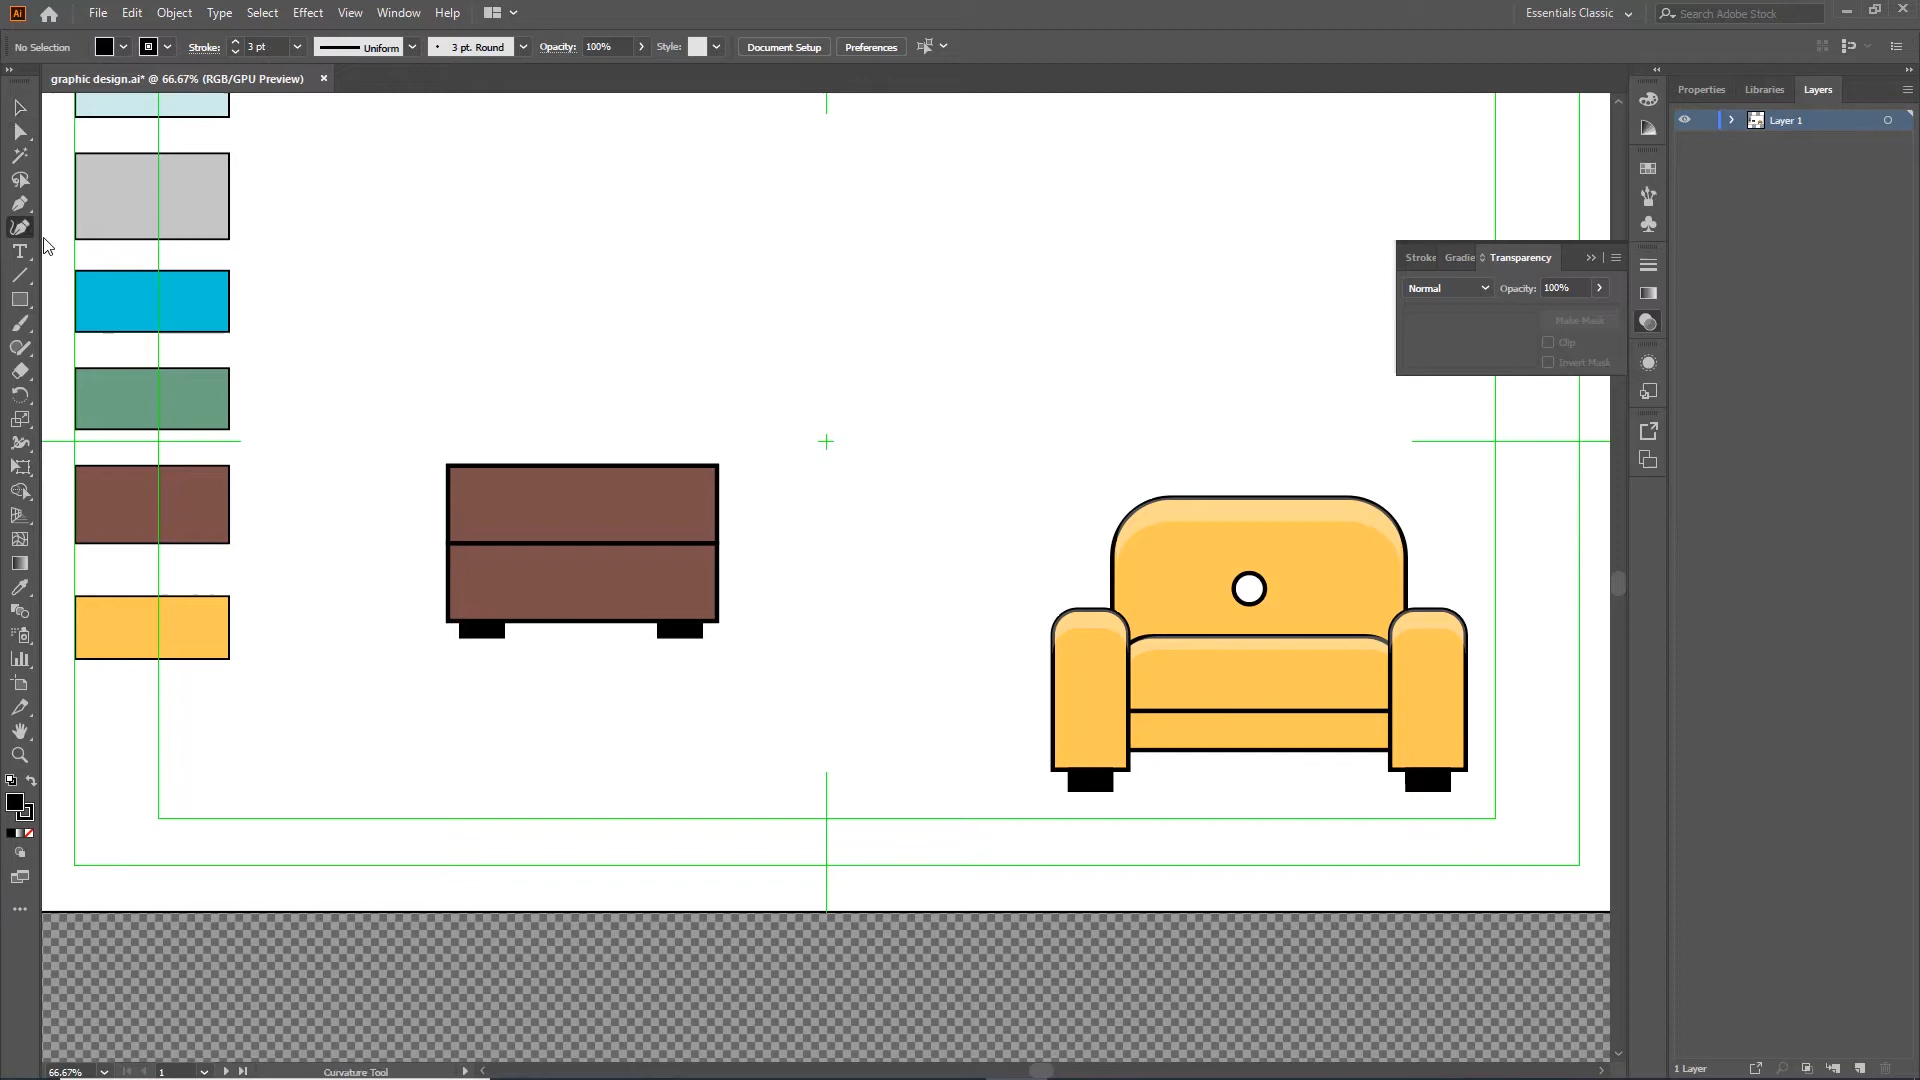 Ai File Edit Object Type Select Effect View Window Help Essentials Classic Search Adobe Stock
No Selection Stroke: 3 pt Uniform 3 pt. Round Opacity: 100% Style: Document Setup Preferences
graphic design.ai* @ 66.67% (RGB/GPU Preview) ×
Properties Libraries Layers
Layer 1
Stroke Gradie Transparency
Normal Opacity: 100%
Make Mask
Clip
Invert Mask
66.67% 1 Curvature Tool
1 Layer